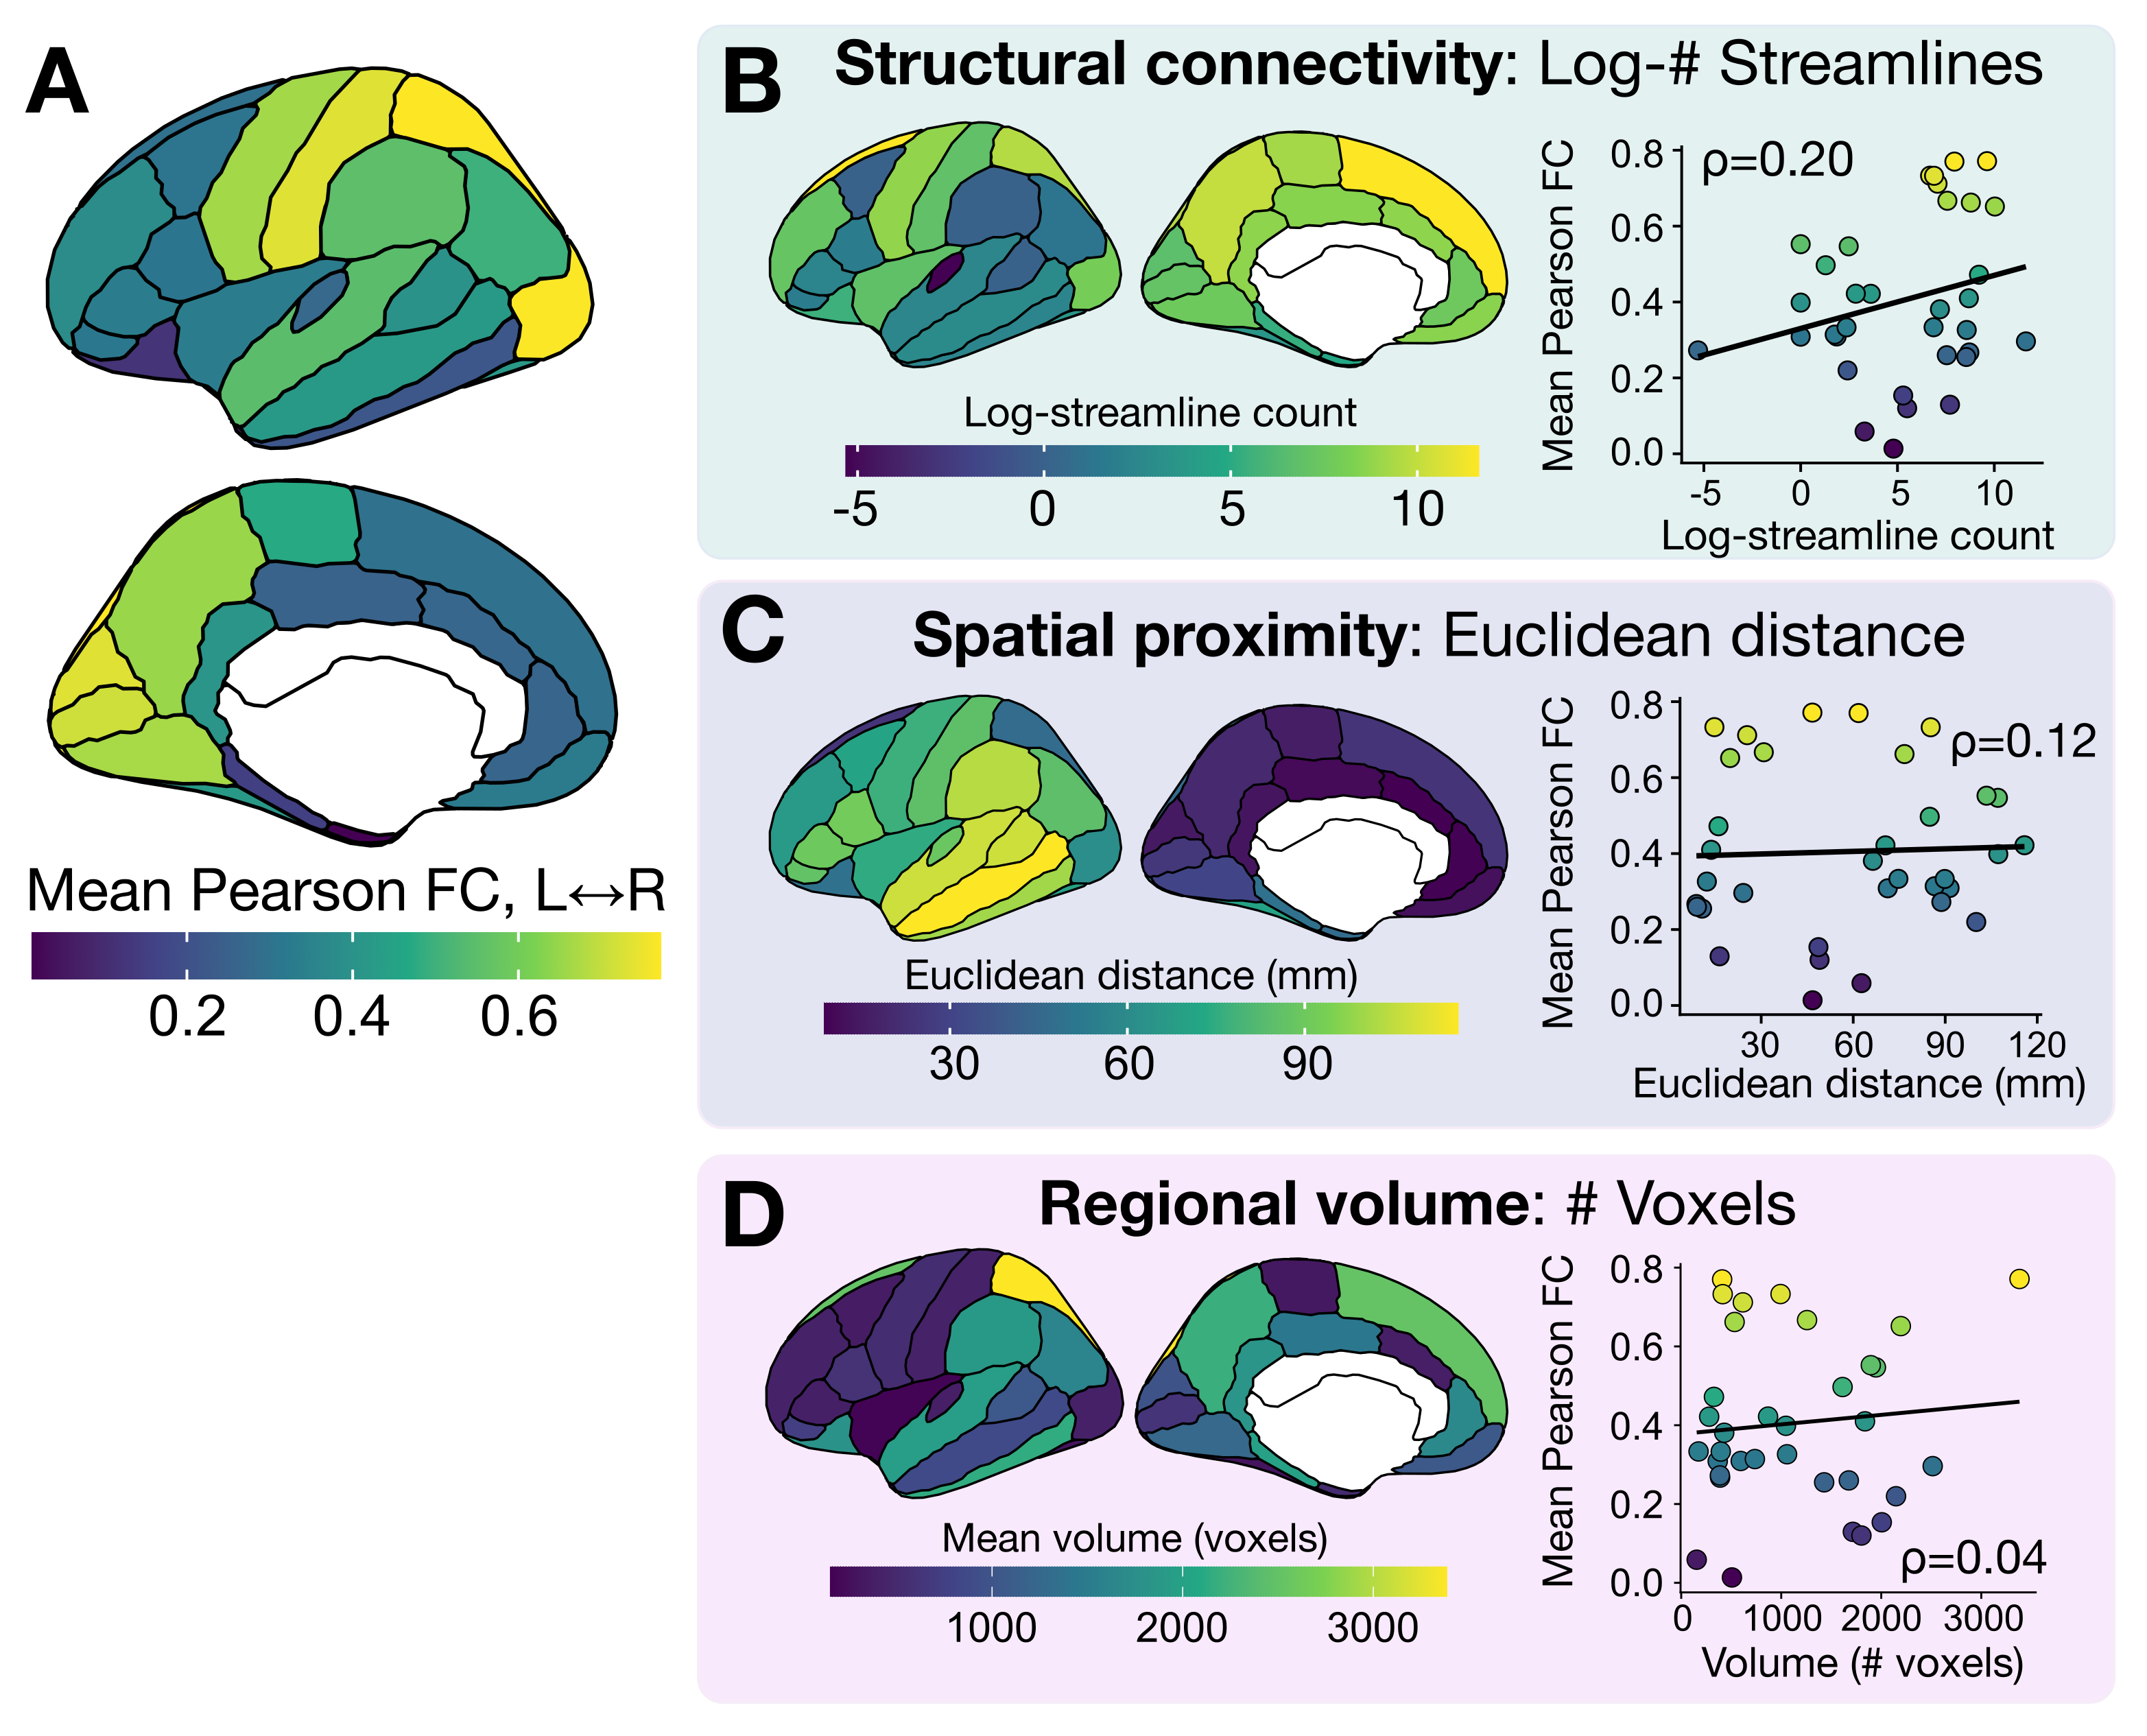 A
Mean Pearson FC, L↔R
0.2 0.4 0.6
B
Structural connectivity: Log-# Streamlines
Log-streamline count
-5 0 5 10
Mean Pearson FC
0.8
0.6
0.4
0.2
0.0
ρ=0.20
-5 0 5 10
Log-streamline count
C
Spatial proximity: Euclidean distance
Euclidean distance (mm)
30 60 90
Mean Pearson FC
0.8
0.6
0.4
0.2
0.0
ρ=0.12
30 60 90 120
Euclidean distance (mm)
D
Regional volume: # Voxels
Mean volume (voxels)
1000 2000 3000
Mean Pearson FC
0.8
0.6
0.4
0.2
0.0
ρ=0.04
0 1000 2000 3000
Volume (# voxels)